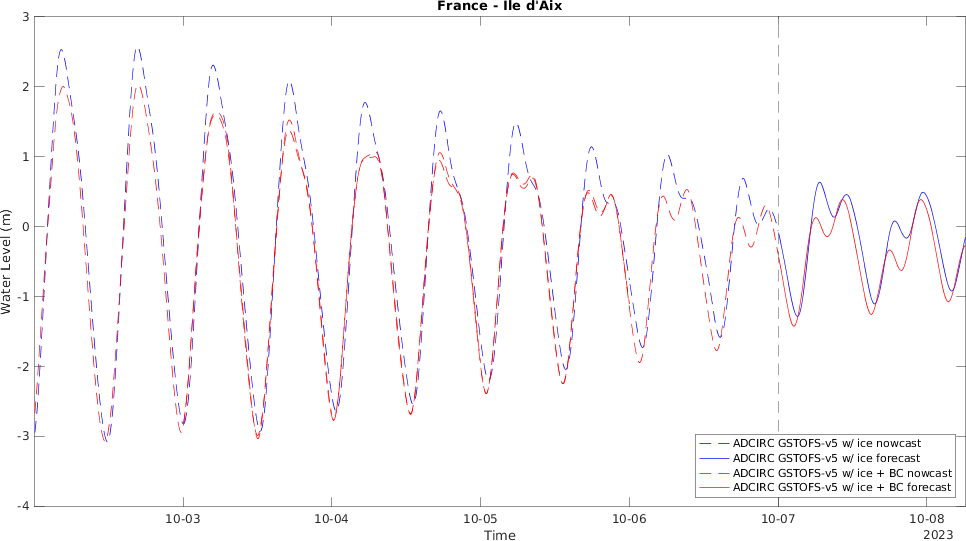 France - Ile d'Aix
3
2
1
0
-1
-2
-3
-4
Water Level (m)
10-03
10-04
10-05
10-06
10-07
10-08
Time
2023
ADCIRC GSTOFS-v5 w/ ice nowcast
ADCIRC GSTOFS-v5 w/ ice forecast
ADCIRC GSTOFS-v5 w/ ice + BC nowcast
ADCIRC GSTOFS-v5 w/ ice + BC forecast